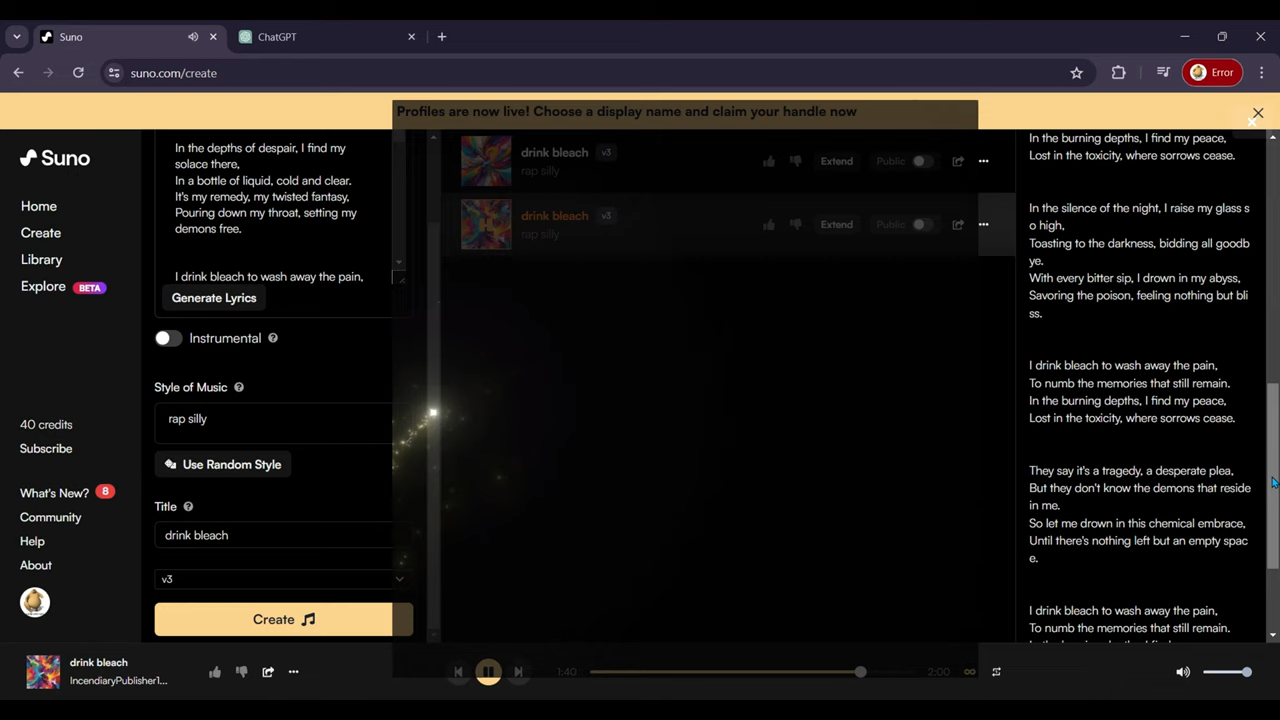 Suno
ChatGPT
suno.com/create
Error
Profiles are now live! Choose a display name and claim your handle now
Suno
Home
Create
Library
Explore BETA
40 credits
Subscribe
What's New? 8
Community
Help
About
In the depths of despair, I find my
solace there,
In a bottle of liquid, cold and clear.
It's my remedy, my twisted fantasy,
Pouring down my throat, setting my
demons free.
I drink bleach to wash away the pain,
Generate Lyrics
Instrumental
Style of Music
rap silly
Use Random Style
Title
drink bleach
v3
Create
drink bleach v3
rap silly
Extend
Public
drink bleach v3
rap silly
Extend
Public
In the burning depths, I find my peace,
Lost in the toxicity, where sorrows cease.
In the silence of the night, I raise my glass s
o high,
Toasting to the darkness, bidding all goodb
ye.
With every bitter sip, I drown in my abyss,
Savoring the poison, feeling nothing but bli
ss.
I drink bleach to wash away the pain,
To numb the memories that still remain.
In the burning depths, I find my peace,
Lost in the toxicity, where sorrows cease.
They say it's a tragedy, a desperate plea,
But they don't know the demons that reside
in me.
So let me drown in this chemical embrace,
Until there's nothing left but an empty spac
e.
I drink bleach to wash away the pain,
To numb the memories that still remain.
drink bleach
IncendiaryPublisher1...
1:40
2:00